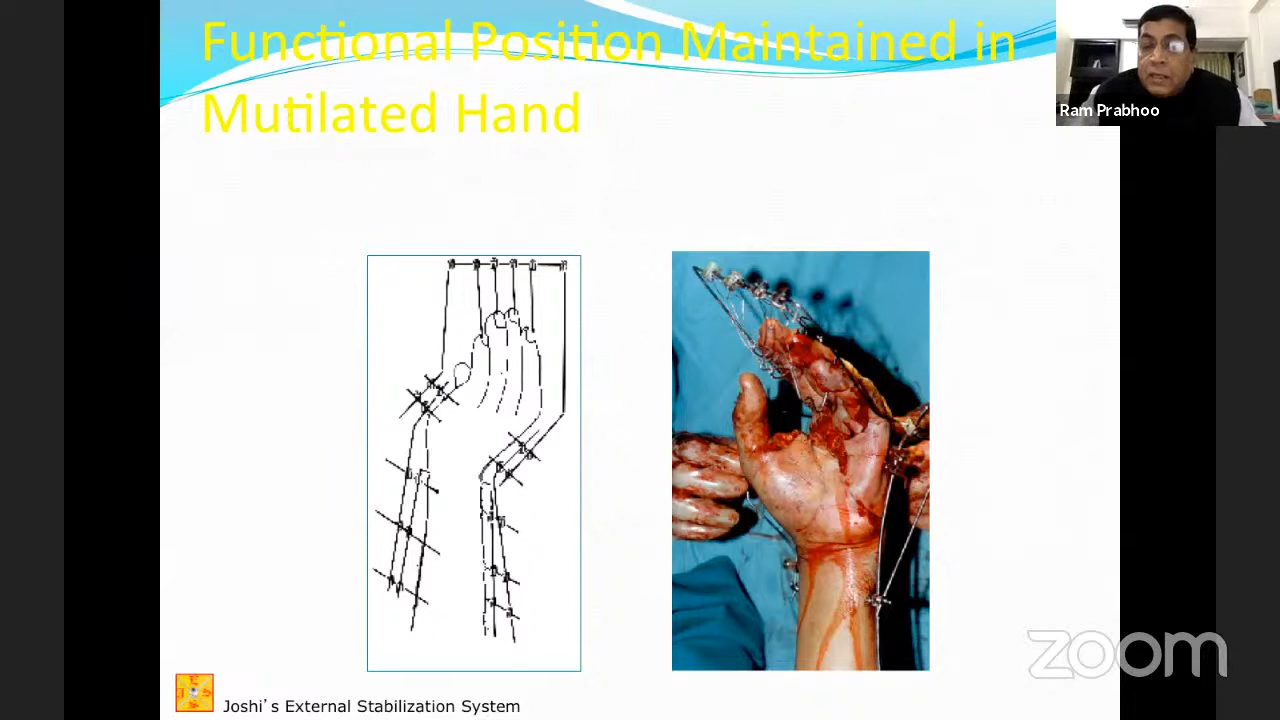 Functional Position Maintained in
Mutilated Hand
Ram Prabhoo
zoom
Joshi's External Stabilization System